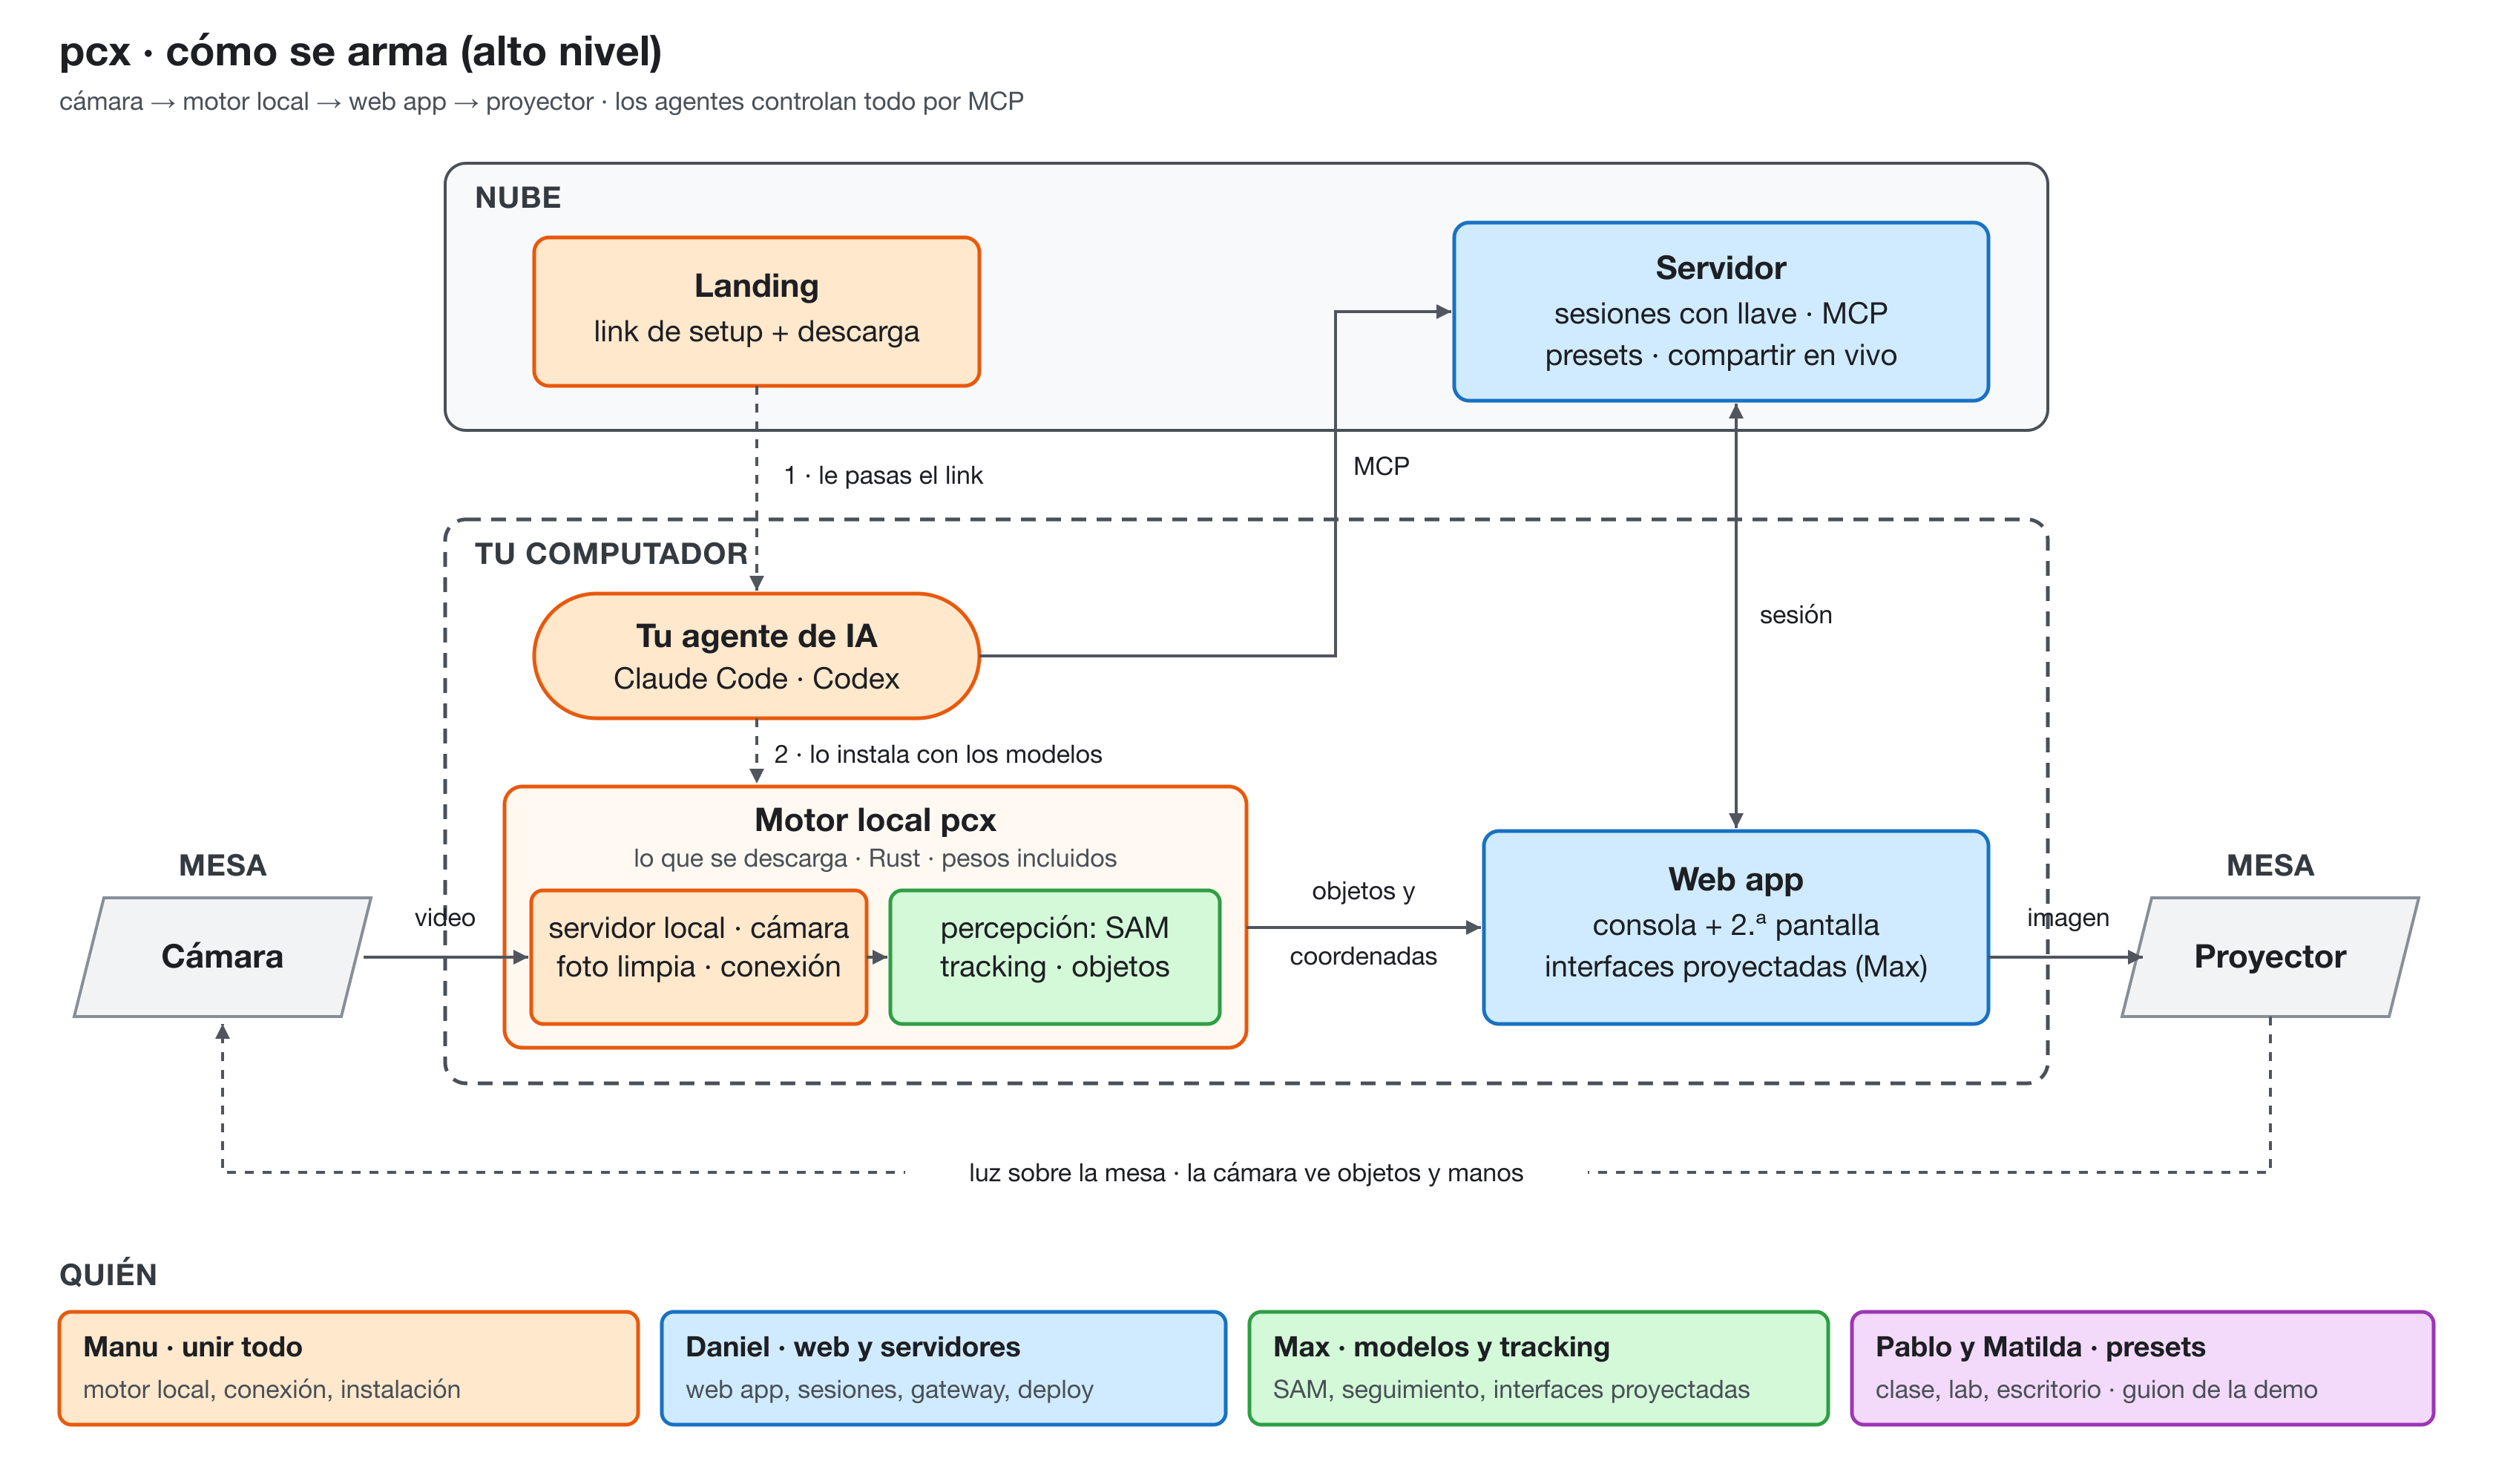 pcx · cómo se arma (alto nivel)
cámara → motor local → web app → proyector · los agentes controlan todo por MCP
NUBE
Landing
link de setup + descarga
Servidor
sesiones con llave · MCP
presets · compartir en vivo
1 · le pasas el link
MCP
TU COMPUTADOR
Tu agente de IA
Claude Code · Codex
sesión
2 · lo instala con los modelos
Motor local pcx
lo que se descarga · Rust · pesos incluidos
servidor local · cámara
foto limpia · conexión
percepción: SAM
tracking · objetos
MESA
Cámara
video
objetos y
coordenadas
Web app
consola + 2.ª pantalla
interfaces proyectadas (Max)
imagen
MESA
Proyector
luz sobre la mesa · la cámara ve objetos y manos
QUIÉN
Manu · unir todo
motor local, conexión, instalación
Daniel · web y servidores
web app, sesiones, gateway, deploy
Max · modelos y tracking
SAM, seguimiento, interfaces proyectadas
Pablo y Matilda · presets
clase, lab, escritorio · guion de la demo